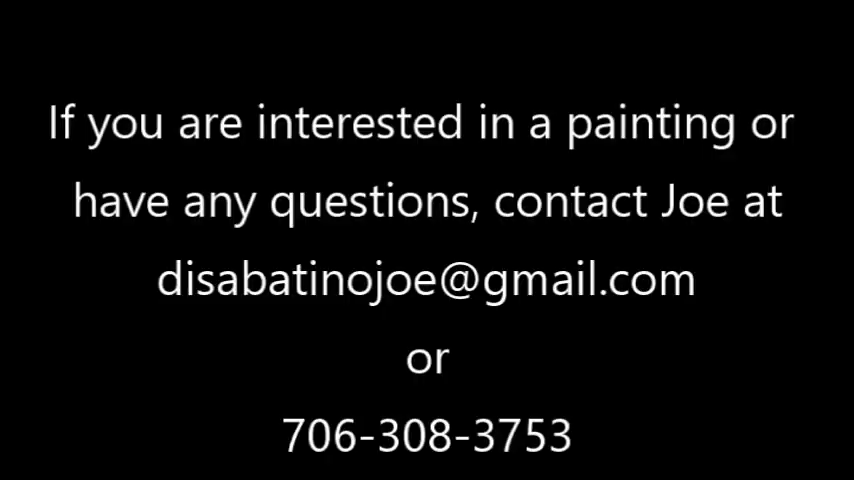 If you are interested in a painting or
have any questions, contact Joe at
disabatinojoe@gmail.com
or
706-308-3753